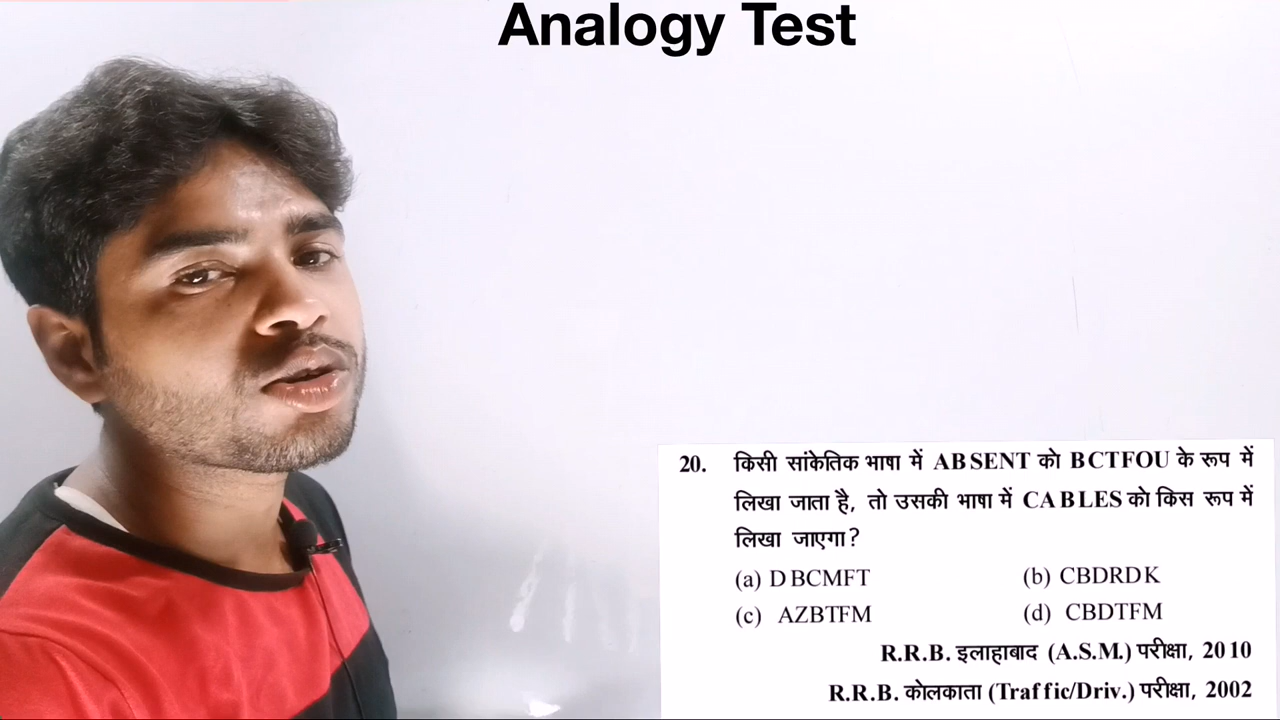 Analogy Test
20. किसी सांकेतिक भाषा में ABSENT को BCTFOU के रूप में
लिखा जाता है, तो उसकी भाषा में CABLES को किस रूप में
लिखा जाएगा?
(a) DBCMFT (b) CBDRDK
(c) AZBTFM (d) CBDTFM
R.R.B. इलाहाबाद (A.S.M.) परीक्षा, 2010
R.R.B. कोलकाता (Traffic/Driv.) परीक्षा, 2002